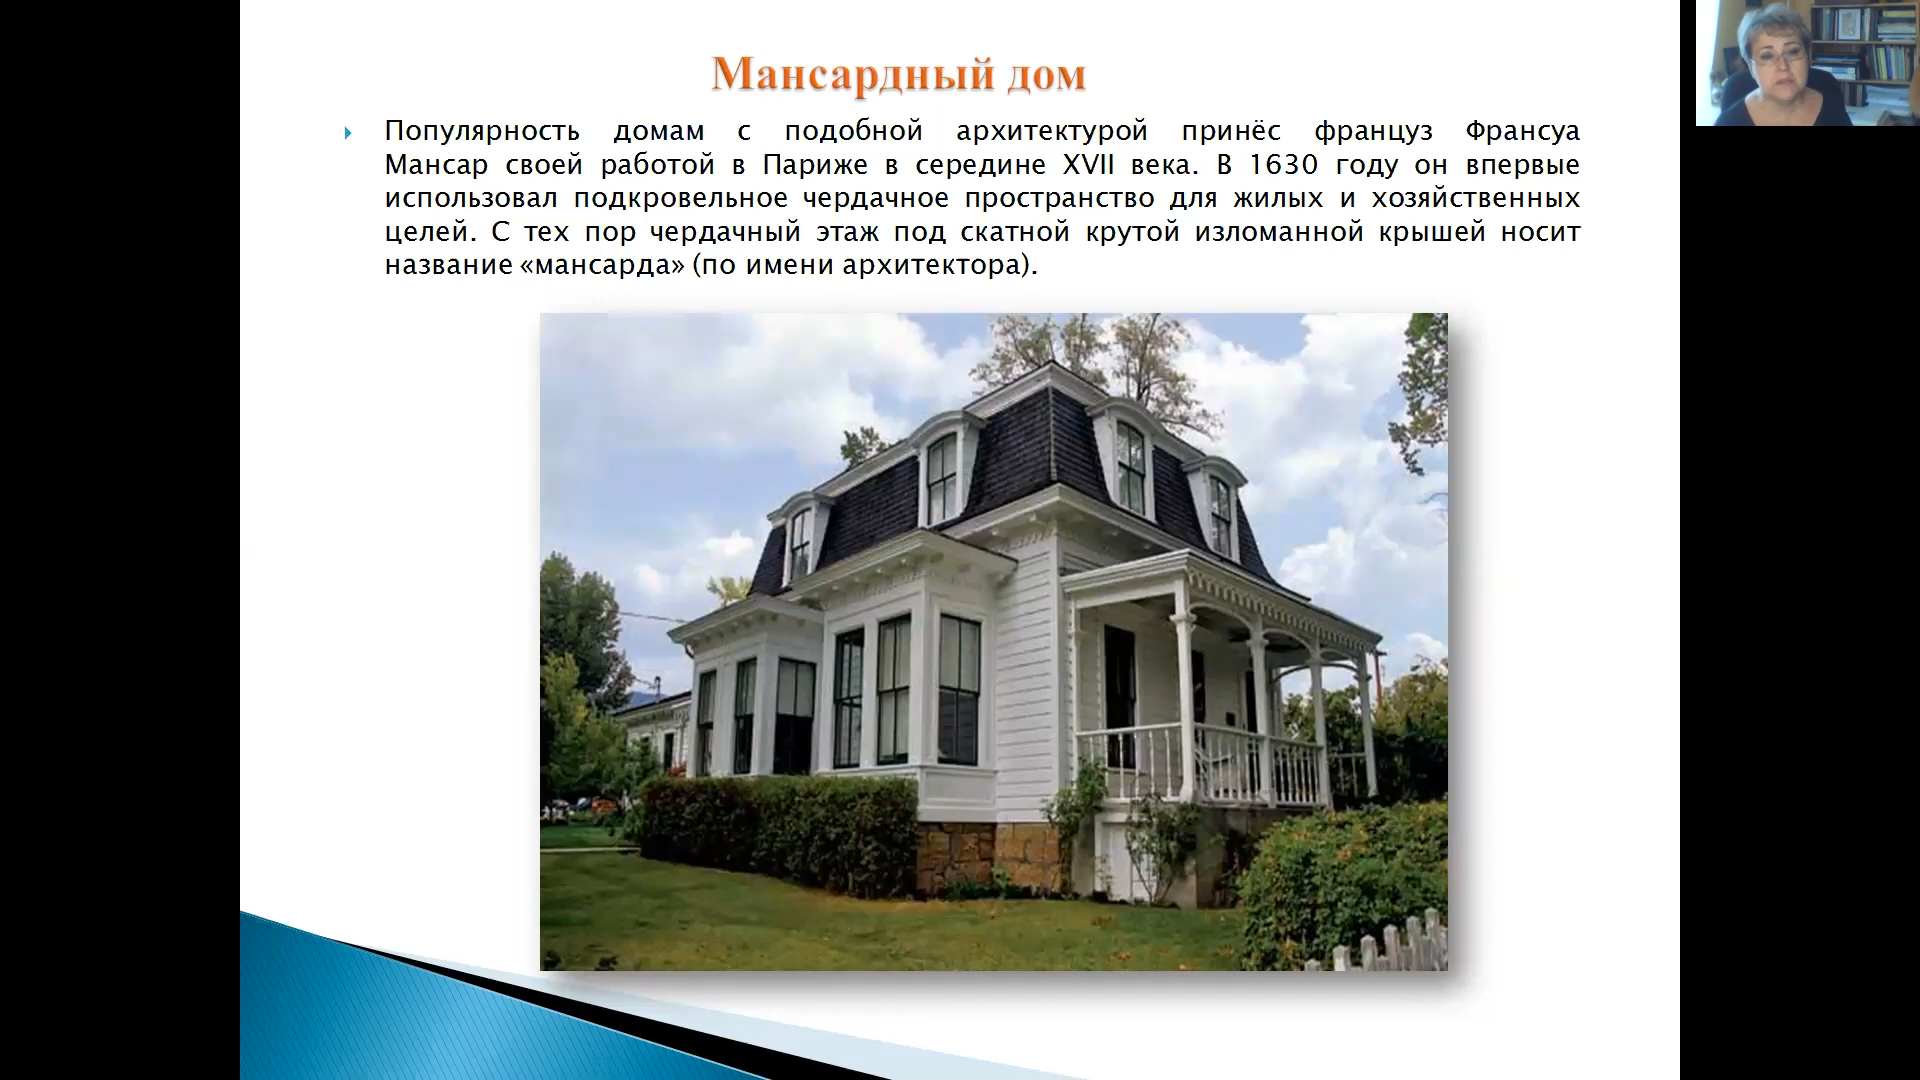 Мансардный дом
Популярность домам с подобной архитектурой принёс француз Франсуа
Мансар своей работой в Париже в середине XVII века. В 1630 году он впервые
использовал подкровельное чердачное пространство для жилых и хозяйственных
целей. С тех пор чердачный этаж под скатной крутой изломанной крышей носит
название «мансарда» (по имени архитектора).